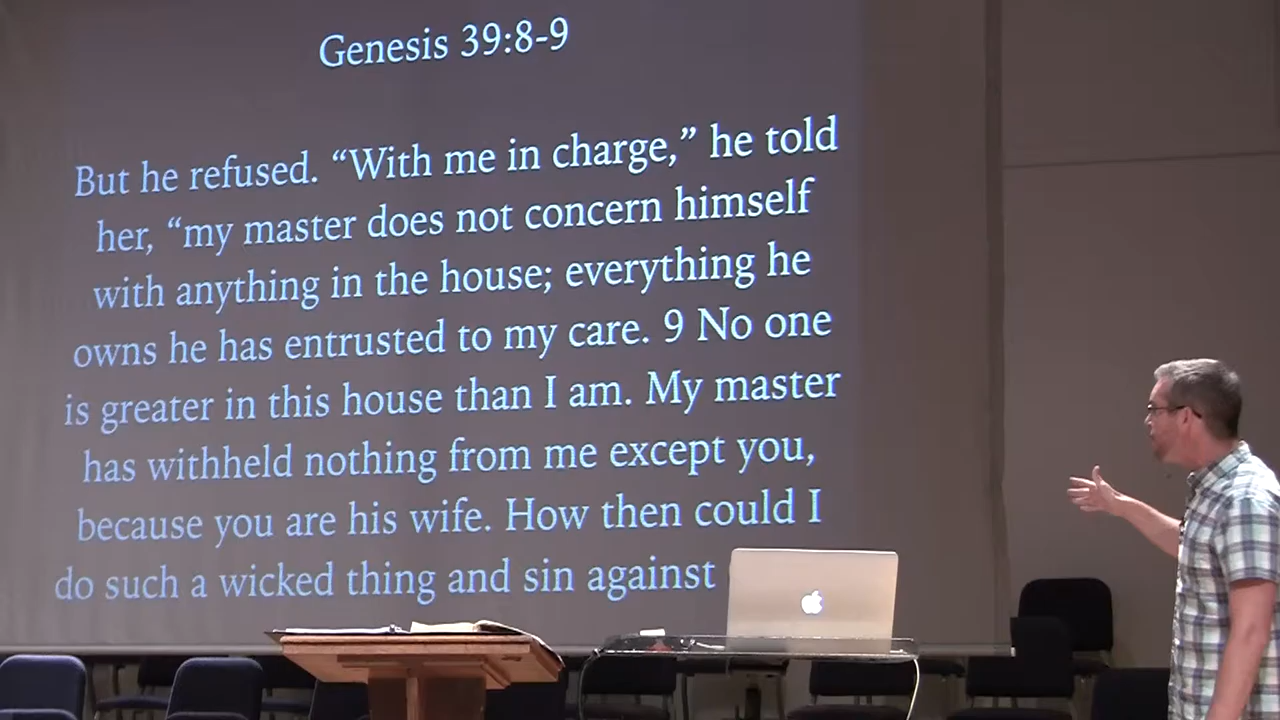 Genesis 39:8-9
But he refused. “With me in charge,” he told
her, “my master does not concern himself
with anything in the house; everything he
owns he has entrusted to my care. 9 No one
is greater in this house than I am. My master
has withheld nothing from me except you,
because you are his wife. How then could I
do such a wicked thing and sin against